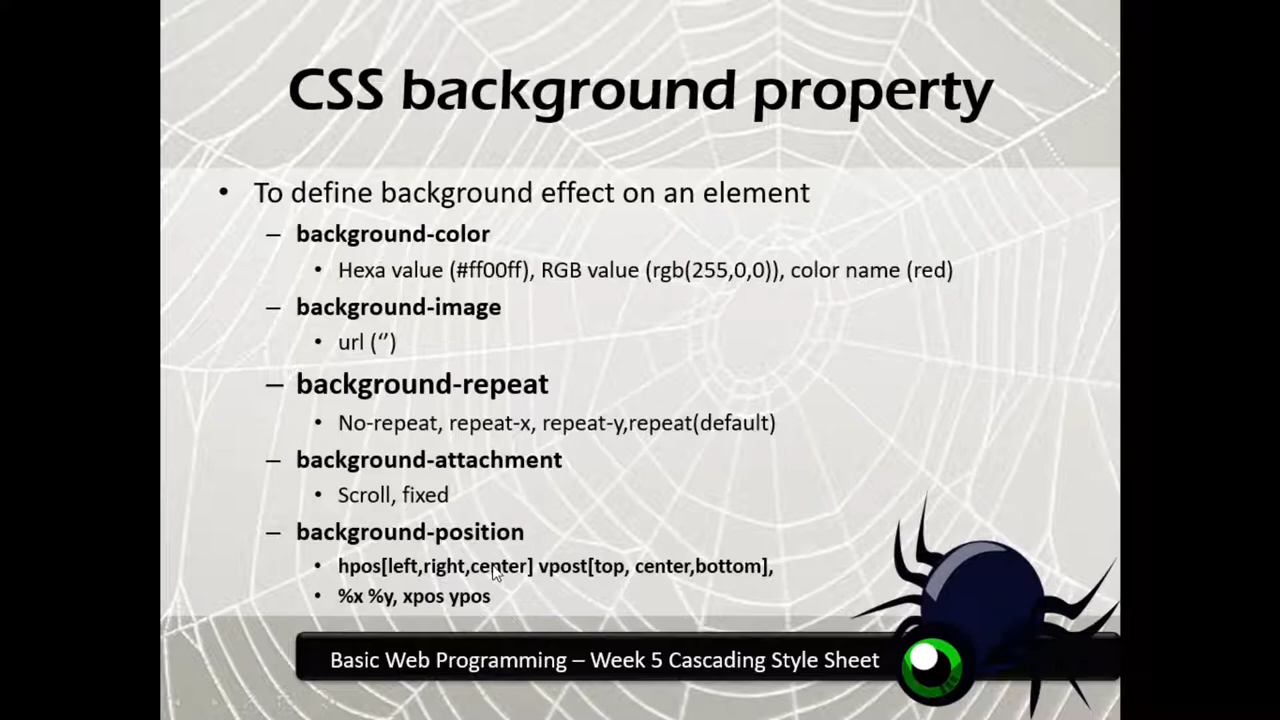 CSS background property
• To define background effect on an element
– background-color
• Hexa value (#ff00ff), RGB value (rgb(255,0,0)), color name (red)
– background-image
• url (‘’)
– background-repeat
• No-repeat, repeat-x, repeat-y,repeat(default)
– background-attachment
• Scroll, fixed
– background-position
• hpos[left,right,center] vpost[top, center,bottom],
• %x %y, xpos ypos
Basic Web Programming – Week 5 Cascading Style Sheet